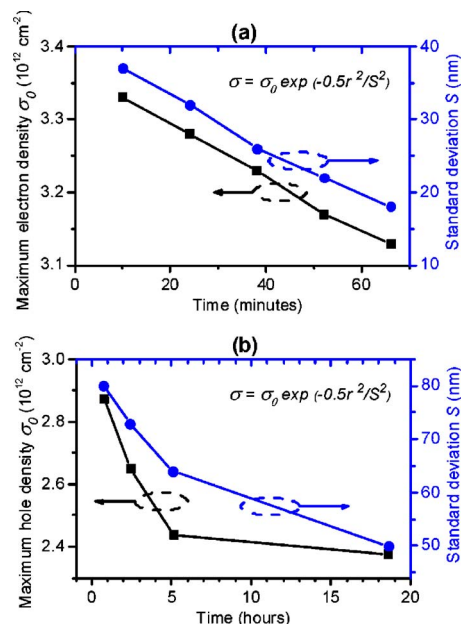 (a)
σ = σ0 exp (-0.5r²/S²)
Maximum electron density σ0 (10¹² cm⁻²)
3.4
3.3
3.2
3.1
Standard deviation S (nm)
40
30
20
10
0 20 40 60
Time (minutes)
(b)
σ = σ0 exp (-0.5r²/S²)
Maximum hole density σ0 (10¹² cm⁻²)
3.0
2.8
2.6
2.4
Standard deviation S (nm)
80
70
60
50
0 5 10 15 20
Time (hours)